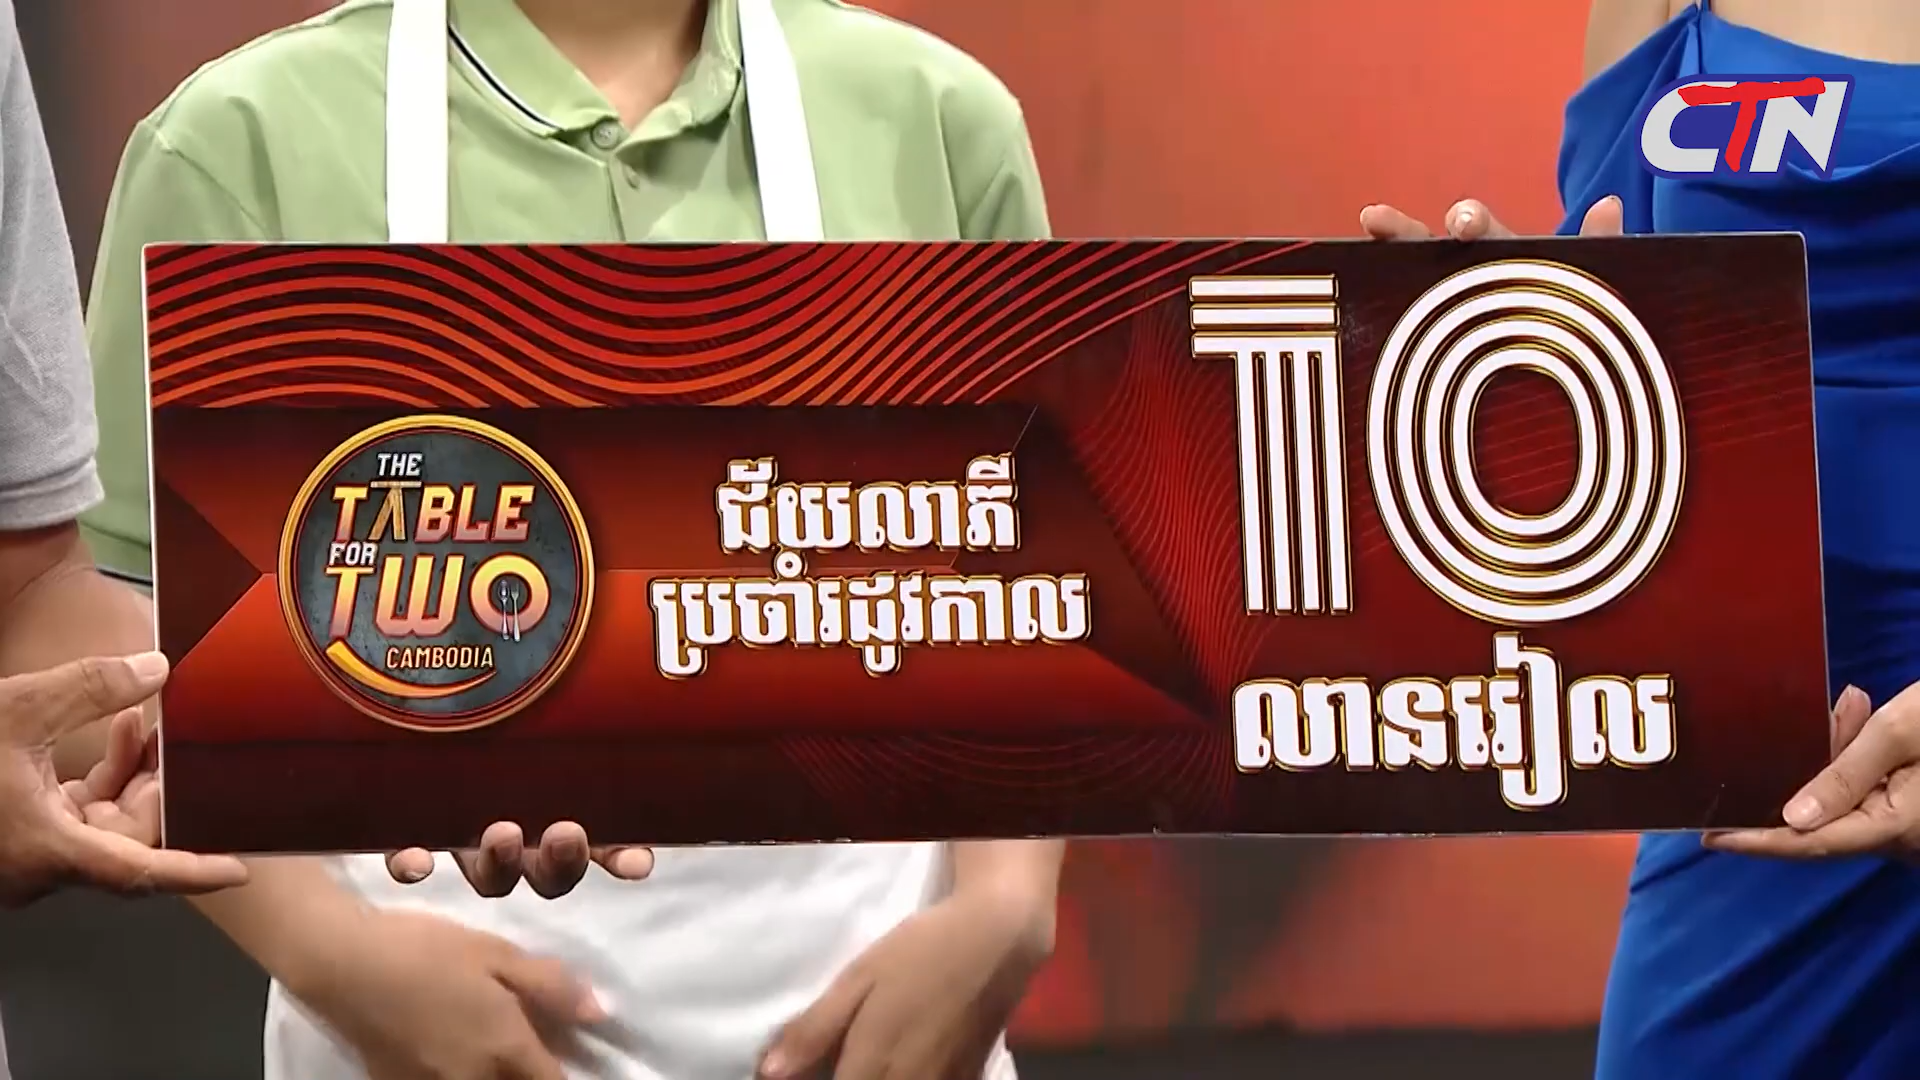 CTN
THE
TABLE
FOR
TWO
CAMBODIA
ជ័យលាភី
ប្រចាំរដូវកាល
10
លានរៀល